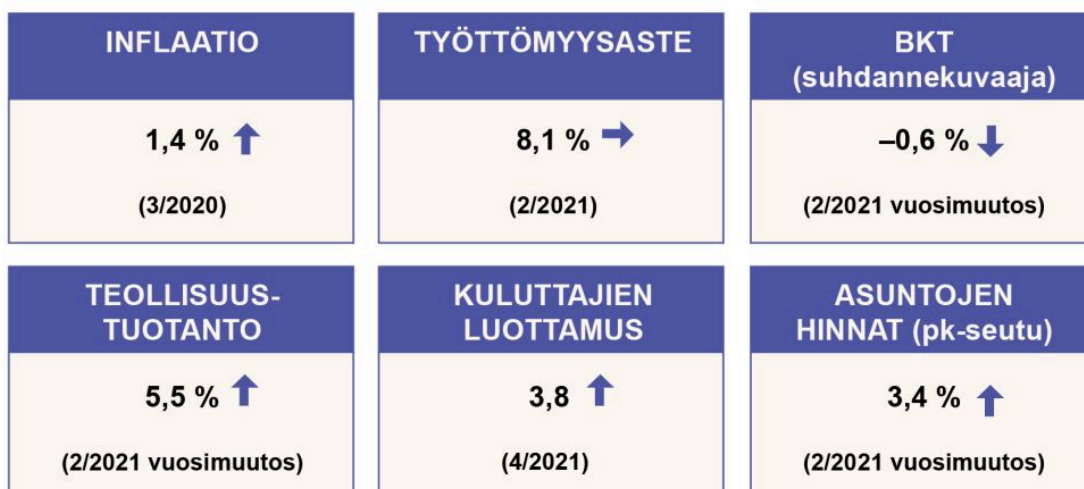 INFLAATIO
1,4 %
(3/2020)
TYÖTTÖMYYSASTE
8,1 %
(2/2021)
BKT
(suhdannekuvaaja)
–0,6 %
(2/2021 vuosimuutos)
TEOLLISUUS-
TUOTANTO
5,5 %
(2/2021 vuosimuutos)
KULUTTAJIEN
LUOTTAMUS
3,8
(4/2021)
ASUNTOJEN
HINNAT (pk-seutu)
3,4 %
(2/2021 vuosimuutos)